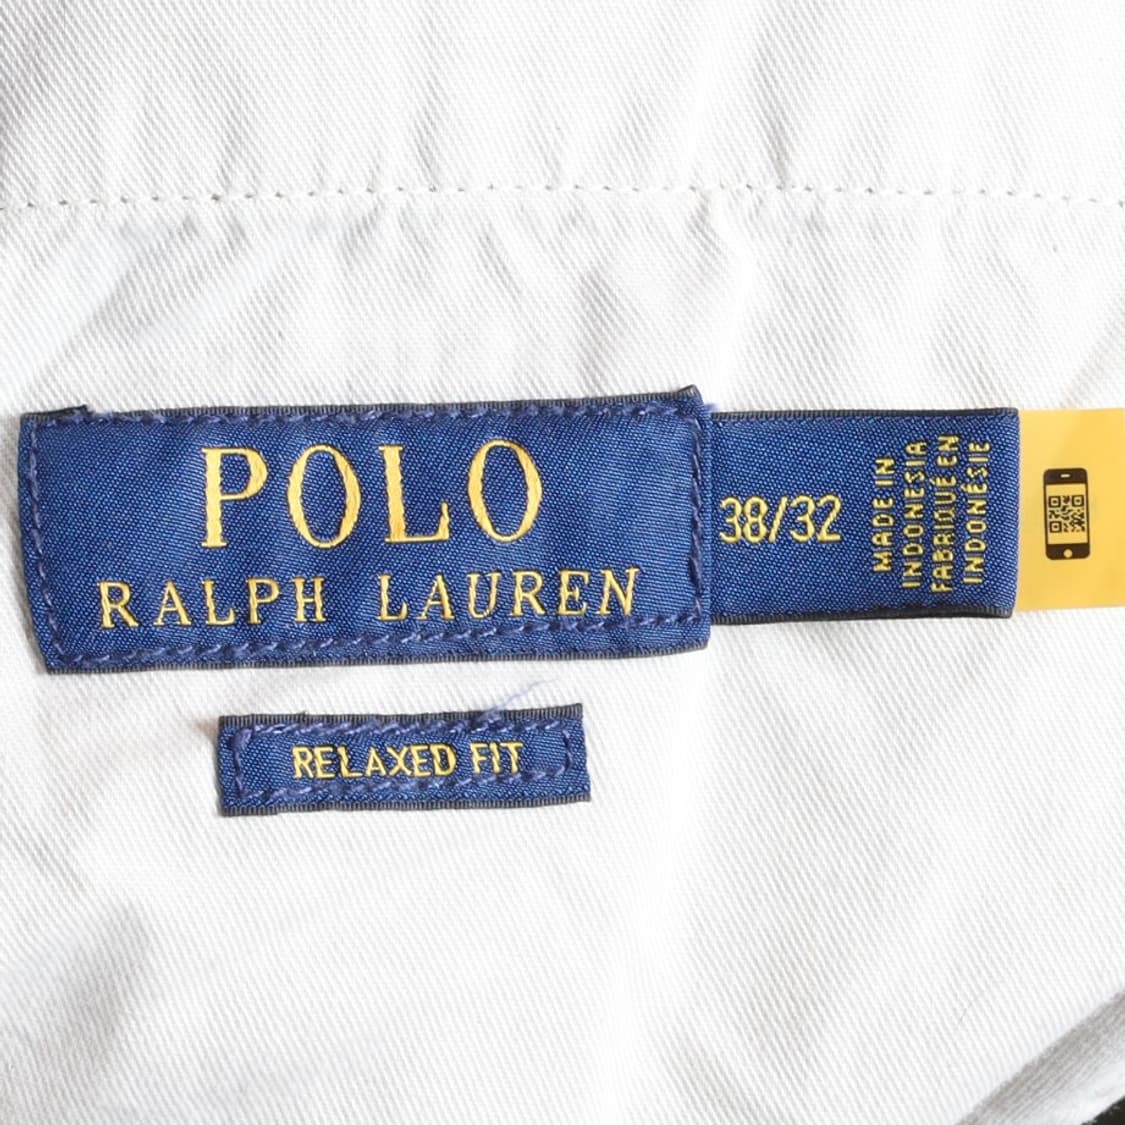 POLO
RALPH LAUREN
38/32
MADE IN
INDONESIA
FABRIQUÉ EN
INDONÉSIE
RELAXED FIT